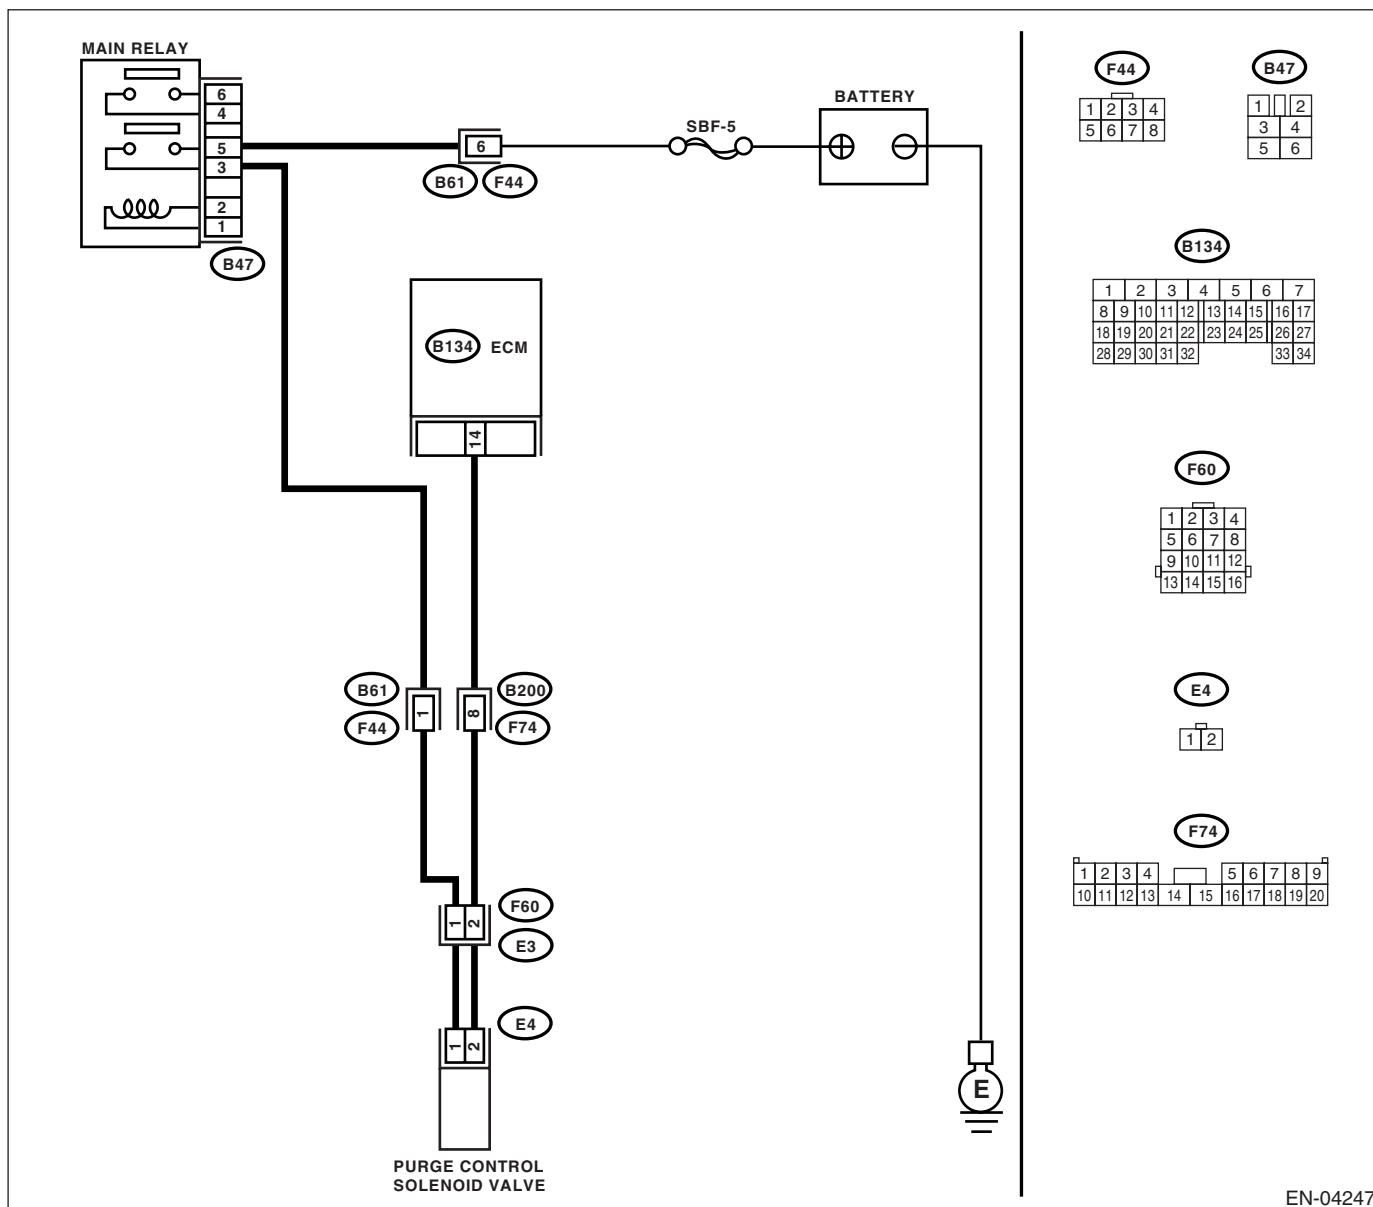 MAIN RELAY
6
4
5
3
2
1
B47
6
B61 F44
SBF-5
BATTERY
B134 ECM
14
B61
F44
1
8
B200
F74
1 2
F60
E3
1 2
E4
PURGE CONTROL
SOLENOID VALVE
E
F44
1 2 3 4
5 6 7 8
B47
1 2
3 4
5 6
B134
1 2 3 4 5 6 7
8 9 10 11 12 13 14 15 16 17
18 19 20 21 22 23 24 25 26 27
28 29 30 31 32 33 34
F60
1 2 3 4
5 6 7 8
9 10 11 12
13 14 15 16
E4
1 2
F74
1 2 3 4 5 6 7 8 9
10 11 12 13 14 15 16 17 18 19 20
EN-04247